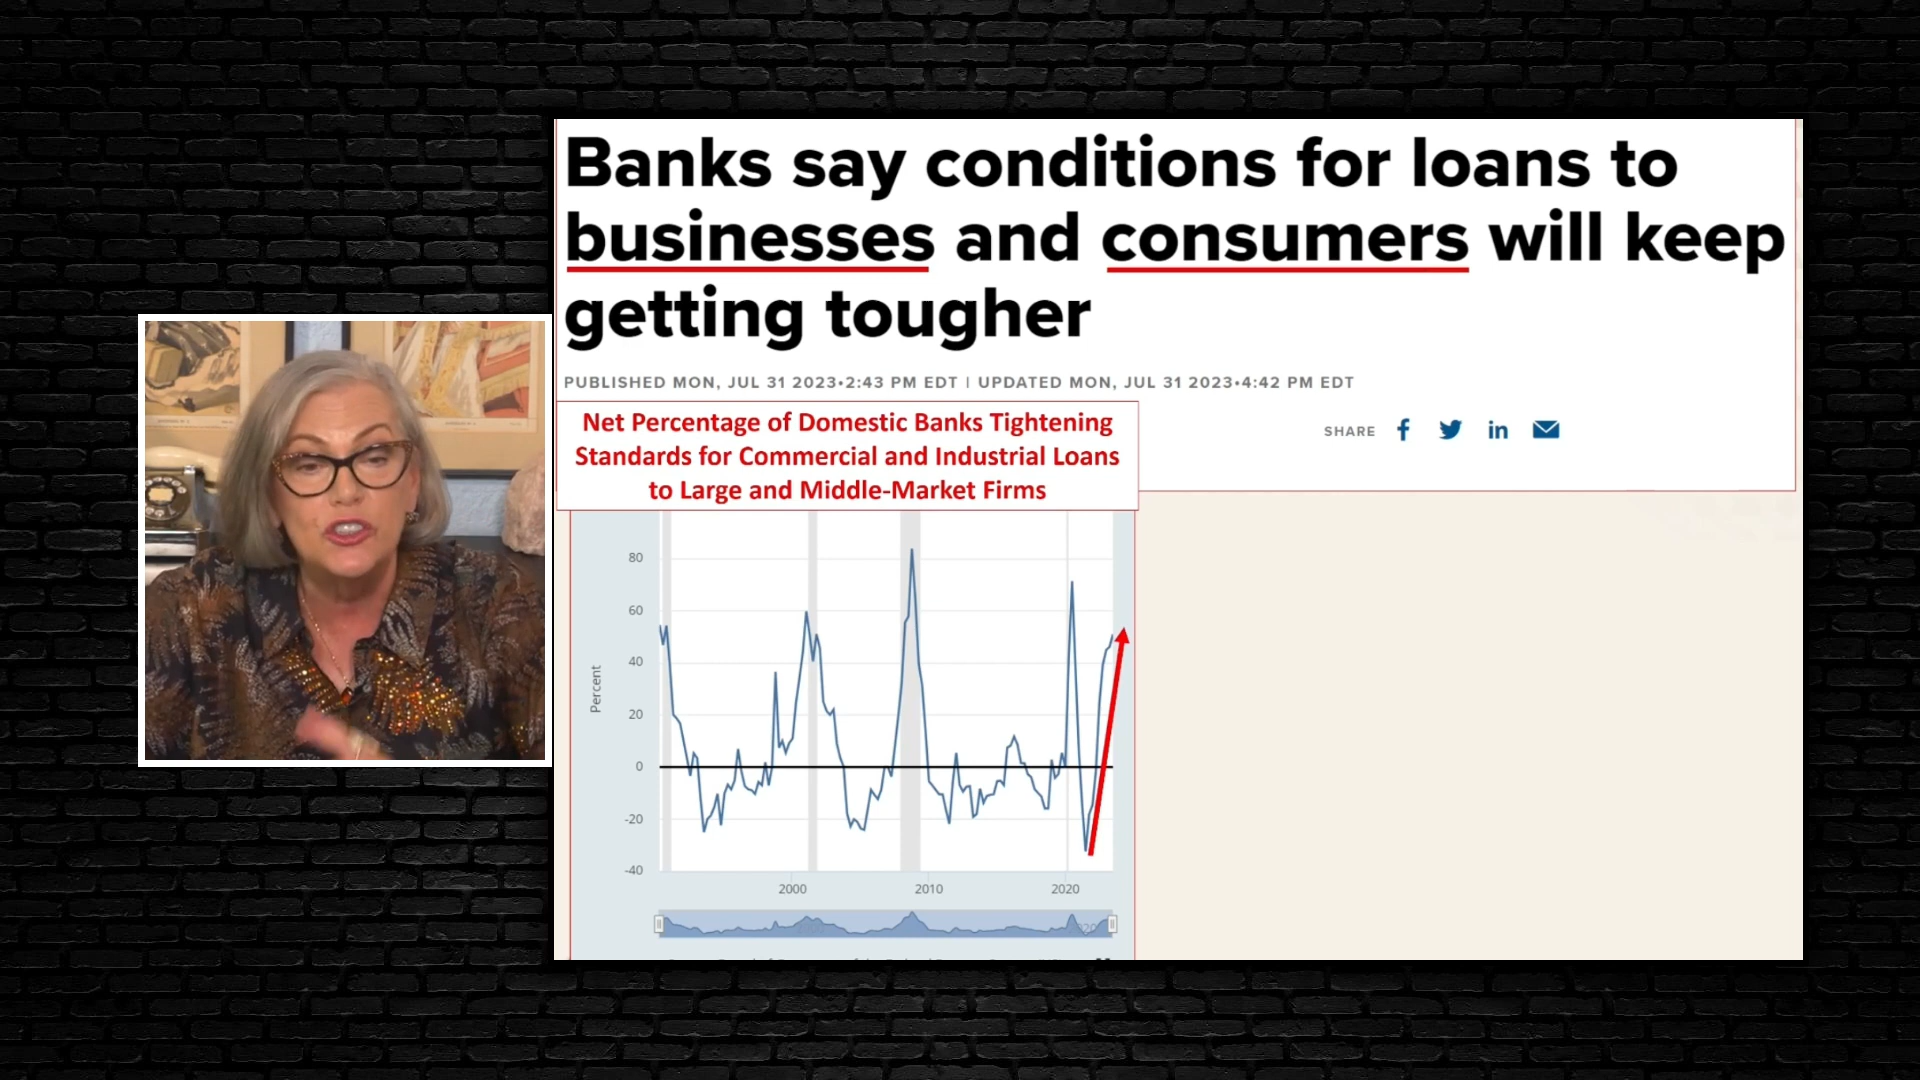 Banks say conditions for loans to
businesses and consumers will keep
getting tougher
PUBLISHED MON, JUL 31 2023•2:43 PM EDT | UPDATED MON, JUL 31 2023•4:42 PM EDT
SHARE
Net Percentage of Domestic Banks Tightening
Standards for Commercial and Industrial Loans
to Large and Middle-Market Firms
80
60
40
20
0
-20
-40
Percent
2000
2010
2020